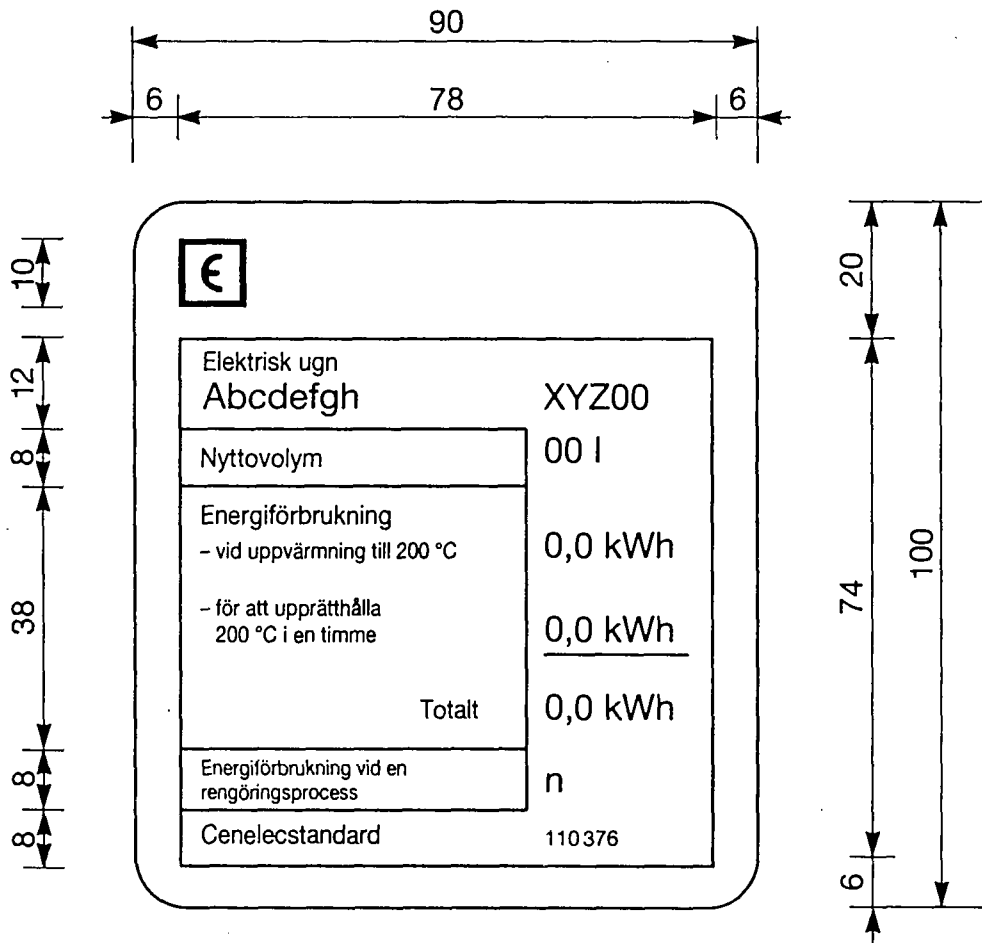 90
6 78 6
10
20
Є
12
Elektrisk ugn
Abcdefgh XYZ00
8
Nyttovolym 00 l
38
Energiförbrukning
– vid uppvärmning till 200 °C 0,0 kWh
– för att upprätthålla
200 °C i en timme 0,0 kWh
74
100
Totalt 0,0 kWh
8
Energiförbrukning vid en
rengöringsprocess n
8
Cenelecstandard 110376
6